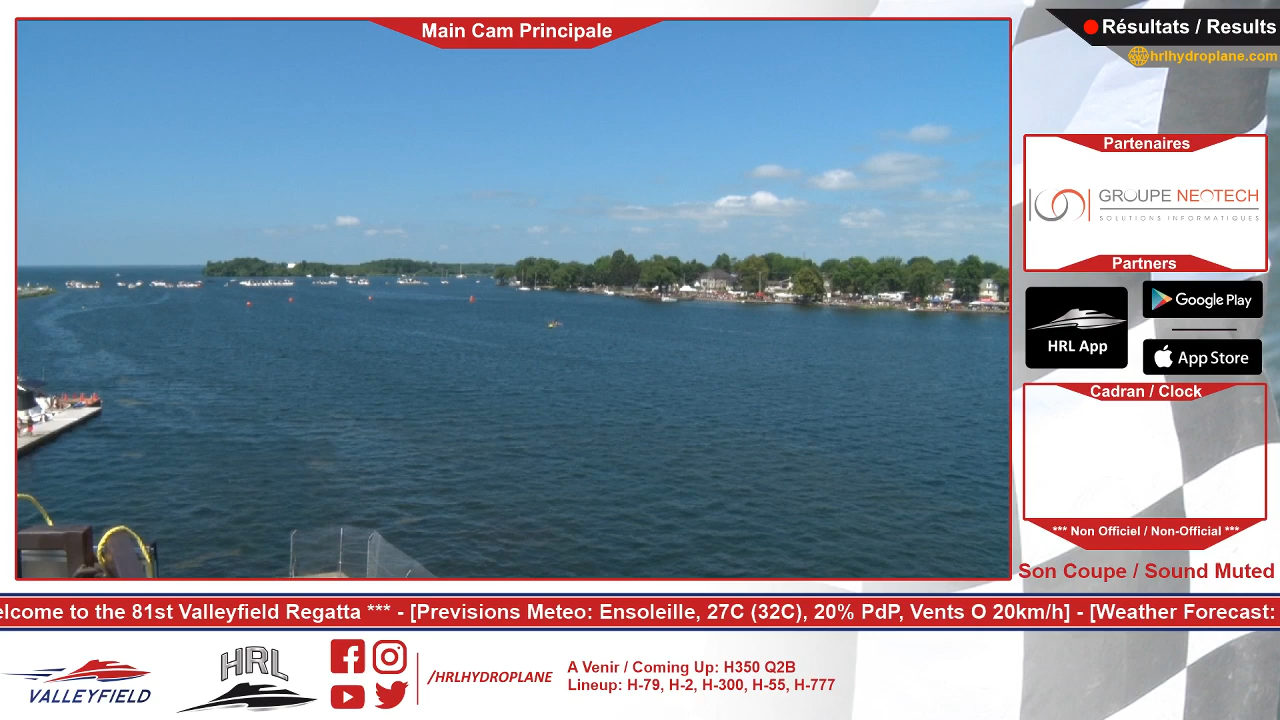 Main Cam Principale
Résultats / Results
hrlhydroplane.com
Partenaires
GROUPE NEOTECH
SOLUTIONS INFORMATIQUES
Partners
HRL App
Google Play
App Store
Cadran / Clock
*** Non Officiel / Non-Official ***
Son Coupe / Sound Muted
elcome to the 81st Valleyfield Regatta *** - [Previsions Meteo: Ensoleille, 27C (32C), 20% PdP, Vents O 20km/h] - [Weather Forecast:
VALLEYFIELD
HRL
/HRLHYDROPLANE
A Venir / Coming Up: H350 Q2B
Lineup: H-79, H-2, H-300, H-55, H-777